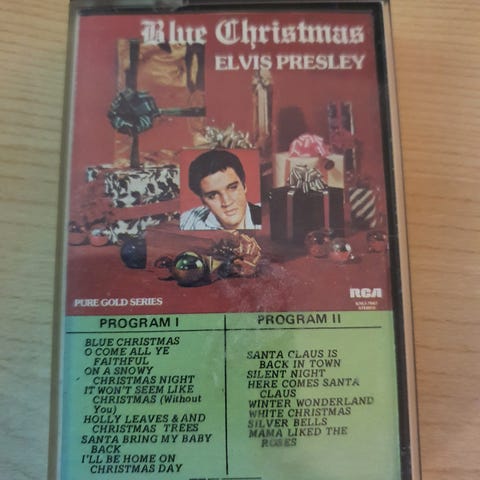 Blue Christmas
ELVIS PRESLEY
PURE GOLD SERIES
RCA
STEREO
PROGRAM I
BLUE CHRISTMAS
O COME ALL YE
FAITHFUL
ON A SNOWY
CHRISTMAS NIGHT
IT WON'T SEEM LIKE
CHRISTMAS (Without
You)
HOLLY LEAVES & AND
CHRISTMAS TREES
SANTA BRING MY BABY
BACK
I'LL BE HOME ON
CHRISTMAS DAY
PROGRAM II
SANTA CLAUS IS
BACK IN TOWN
SILENT NIGHT
HERE COMES SANTA
CLAUS
WINTER WONDERLAND
WHITE CHRISTMAS
SILVER BELLS
MAMA LIKED THE
ROSES